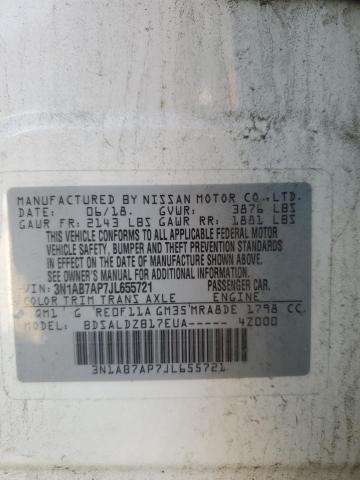 MANUFACTURED BY NISSAN MOTOR CO., LTD.
DATE: 06/18. GVWR: 3876 LBS
GAWR FR: 2143 LBS GAWR RR: 1881 LBS
THIS VEHICLE CONFORMS TO ALL APPLICABLE FEDERAL MOTOR
VEHICLE SAFETY, BUMPER AND THEFT PREVENTION STANDARDS
IN EFFECT ON THE DATE OF MANUFACTURE SHOWN ABOVE.
SEE OWNER'S MANUAL FOR ADDITIONAL INFORMATION. PASSENGER CAR
VIN: 3N1AB7AP7JL655721
COLOR TRIM TRANS AXLE ENGINE
QM1 G RE0F11A GM35 MRA8DE 1798 CC
MODEL: BDSALDZB17EUA----- 4Z000
3N1AB7AP7JL655721